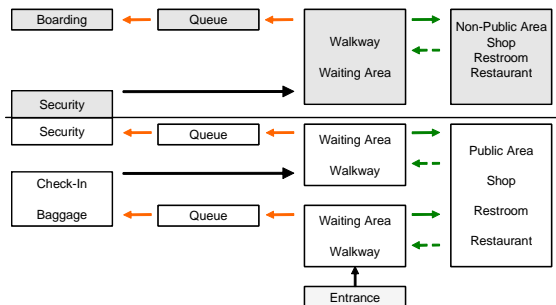 Boarding
Queue
Walkway
Waiting Area
Non-Public Area
Shop
Restroom
Restaurant
Security
Security
Queue
Waiting Area
Walkway
Public Area
Shop
Restroom
Restaurant
Check-In
Baggage
Queue
Waiting Area
Walkway
Entrance